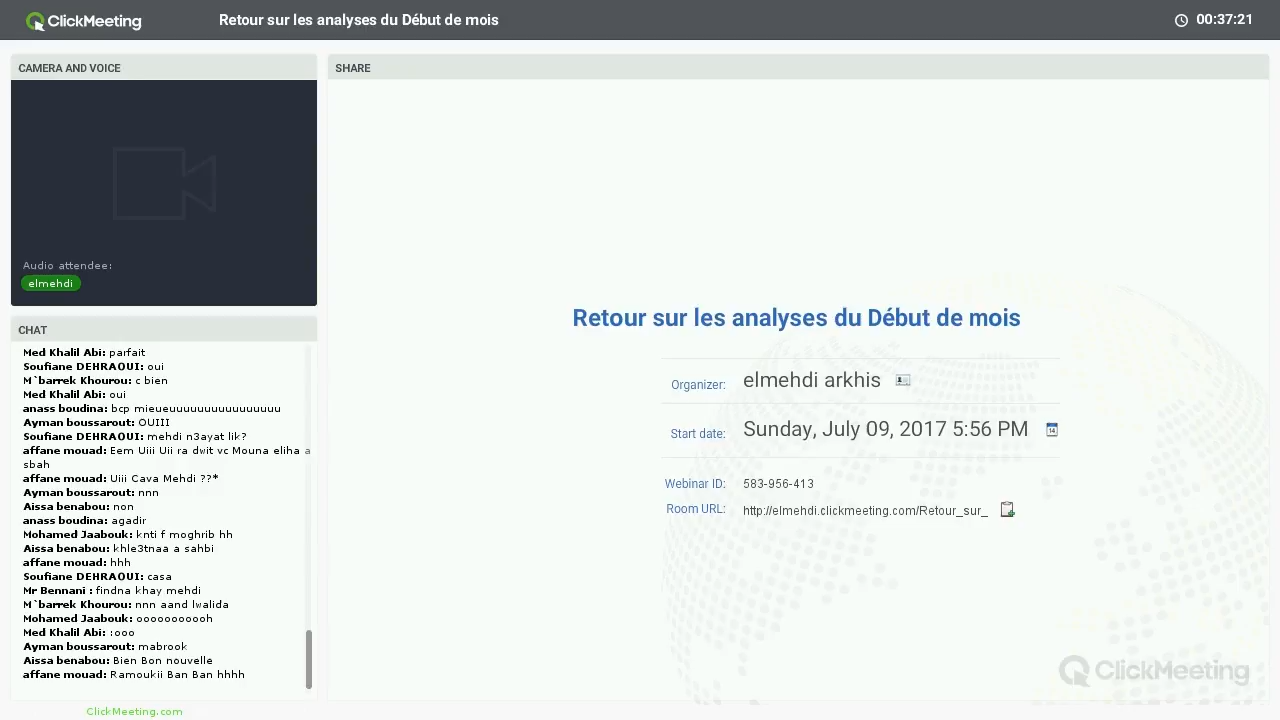 ClickMeeting
Retour sur les analyses du Début de mois
00:37:21
CAMERA AND VOICE
Audio attendee:
elmehdi
CHAT
Med Khalil Abi: parfait
Soufiane DEHRAOUI: oui
M`barrek Khourou: c bien
Med Khalil Abi: oui
anass boudina: bcp mieueuuuuuuuuuuuuuuuu
Ayman boussarout: OUIII
Soufiane DEHRAOUI: mehdi n3ayat lik?
affane mouad: Eem Uiii Uii ra dwit vc Mouna eliha a
sbah
affane mouad: Uiii Cava Mehdi ??*
Ayman boussarout: nnn
Aissa benabou: non
anass boudina: agadir
Mohamed Jaabouk: knti f moghrib hh
Aissa benabou: khle3tnaa a sahbi
affane mouad: hhh
Soufiane DEHRAOUI: casa
Mr Bennani : findna khay mehdi
M`barrek Khourou: nnn aand lwalida
Mohamed Jaabouk: ooooooooooh
Med Khalil Abi: :ooo
Ayman boussarout: mabrook
Aissa benabou: Bien Bon nouvelle
affane mouad: Ramoukii Ban Ban hhhh
ClickMeeting.com
SHARE
Retour sur les analyses du Début de mois
Organizer: elmehdi arkhis
Start date: Sunday, July 09, 2017 5:56 PM
14
Webinar ID: 583-956-413
Room URL: http://elmehdi.clickmeeting.com/Retour_sur_
ClickMeeting